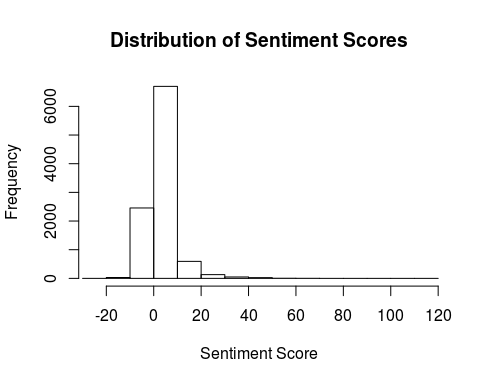 Distribution of Sentiment Scores
Frequency
6000
4000
2000
0
-20 0 20 40 60 80 100 120
Sentiment Score